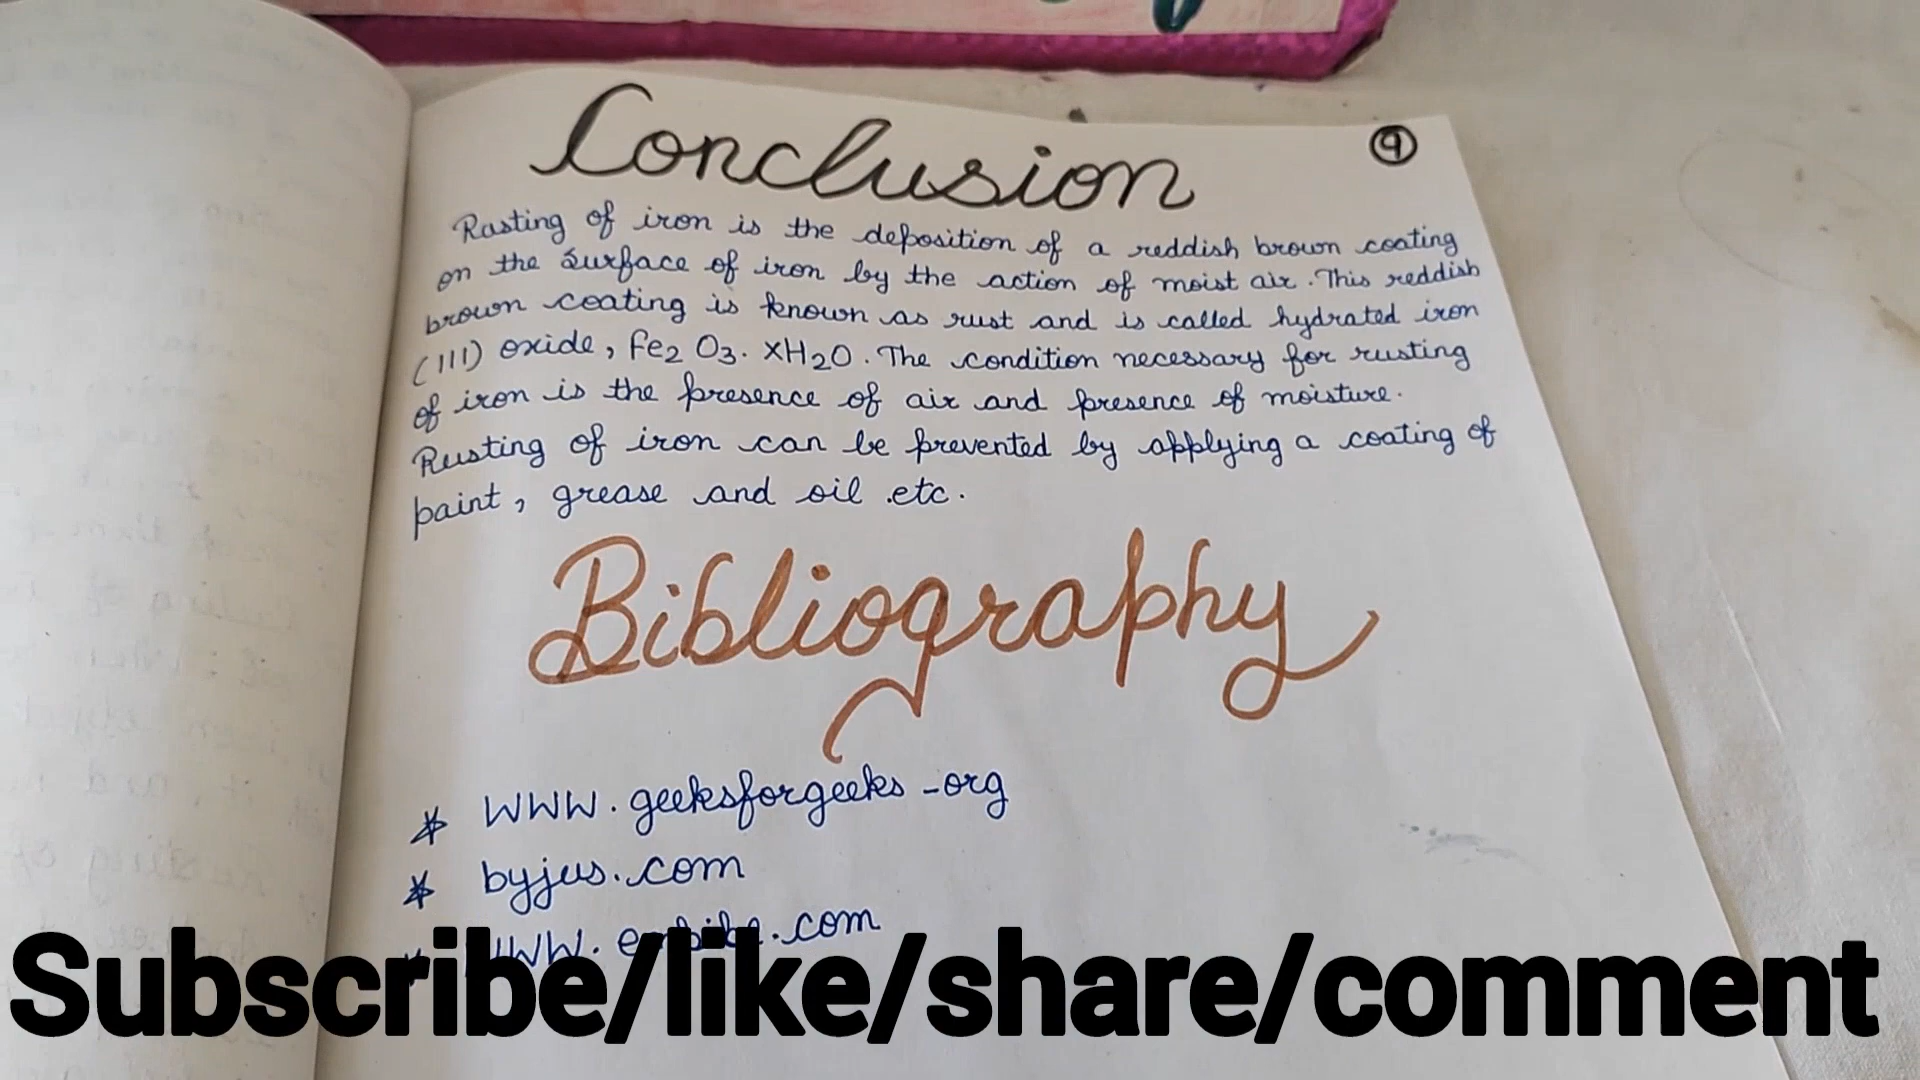 Conclusion
9
Rusting of iron is the deposition of a reddish brown coating
on the surface of iron by the action of moist air. This reddish
brown coating is known as rust and is called hydrated iron
(III) oxide, Fe2 O3. XH2O. The condition necessary for rusting
of iron is the presence of air and presence of moisture.
Rusting of iron can be prevented by applying a coating of
paint, grease and oil etc.
Bibliography
* www.geeksforgeeks-org
* byjus.com
* www. .com
Subscribe/like/share/comment